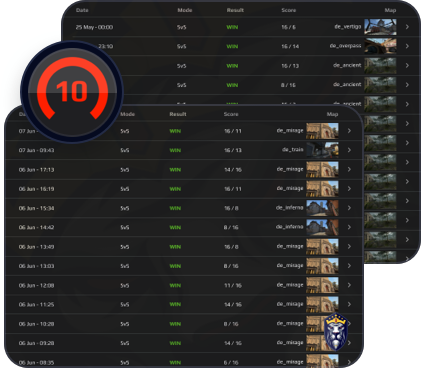 Date Mode Result Score Map
25 May - 00:00 5v5 WIN 16 / 6 de_vertigo
23:10 5v5 WIN 16 / 14 de_overpass
5v5 WIN 16 / 13 de_ancient
5v5 WIN 8 / 16 de_ancient
de_ancient
10
Mode Result Score Map
07 Jun - 5v5 WIN 16 / 11 de_mirage
07 Jun - 09:43 5v5 WIN 16 / 13 de_train
06 Jun - 17:13 5v5 WIN 14 / 16 de_mirage
06 Jun - 16:19 5v5 WIN 16 / 11 de_mirage
06 Jun - 15:34 5v5 WIN 16 / 8 de_inferno
06 Jun - 14:42 5v5 WIN 8 / 16 de_inferno
06 Jun - 13:49 5v5 WIN 16 / 8 de_mirage
06 Jun - 13:03 5v5 WIN 8 / 16 de_mirage
06 Jun - 12:08 5v5 WIN 11 / 16 de_mirage
06 Jun - 11:25 5v5 WIN 14 / 16 de_mirage
06 Jun - 10:28 5v5 WIN 8 / 16 de_mirage
06 Jun - 09:28 5v5 WIN 14 / 16 de_mirage
06 Jun - 08:35 5v5 WIN 6 / 16 de_mirage